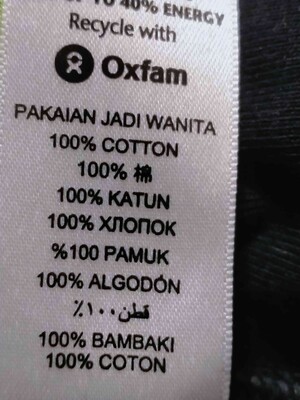 TO 40% ENERGY
Recycle with
Oxfam
PAKAIAN JADI WANITA
100% COTTON
100% 棉
100% KATUN
100% ХЛОПОК
%100 PAMUK
100% ALGODÓN
قطن ١٠٠٪
100% BAMBAKI
100% COTON